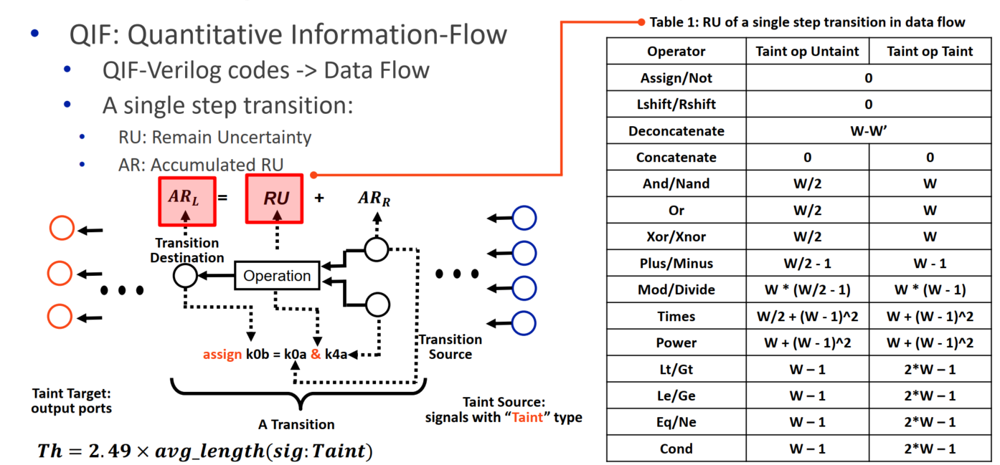 • QIF: Quantitative Information-Flow
• QIF-Verilog codes -> Data Flow
• A single step transition:
• RU: Remain Uncertainty
• AR: Accumulated RU
AR_L = RU + AR_R
Transition
Destination
Operation
Transition
Source
assign k0b = k0a & k4a
Taint Target:
output ports
A Transition
Taint Source:
signals with “Taint” type
Th = 2.49 × avg_length(sig:Taint)
Table 1: RU of a single step transition in data flow
Operator Taint op Untaint Taint op Taint
Assign/Not 0
Lshift/Rshift 0
Deconcatenate W-W’
Concatenate 0 0
And/Nand W/2 W
Or W/2 W
Xor/Xnor W/2 W
Plus/Minus W/2 - 1 W - 1
Mod/Divide W * (W/2 - 1) W * (W - 1)
Times W/2 + (W - 1)^2 W + (W - 1)^2
Power W + (W - 1)^2 W + (W - 1)^2
Lt/Gt W – 1 2*W – 1
Le/Ge W – 1 2*W – 1
Eq/Ne W – 1 2*W – 1
Cond W – 1 2*W – 1